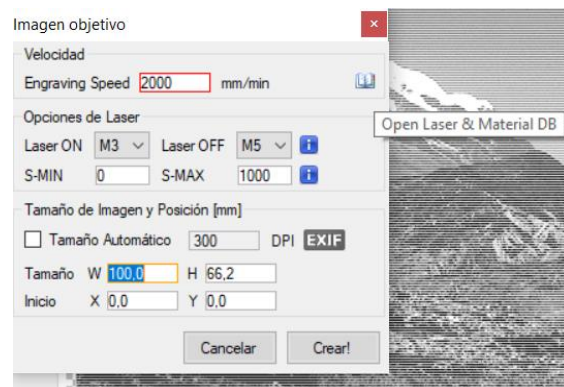 Imagen objetivo
Velocidad
Engraving Speed 2000 mm/min
Open Laser & Material DB
Opciones de Laser
Laser ON M3 Laser OFF M5
S-MIN 0 S-MAX 1000
Tamaño de Imagen y Posición [mm]
Tamaño Automático 300 DPI EXIF
Tamaño W 100,0 H 66,2
Inicio X 0,0 Y 0,0
Cancelar Crear!